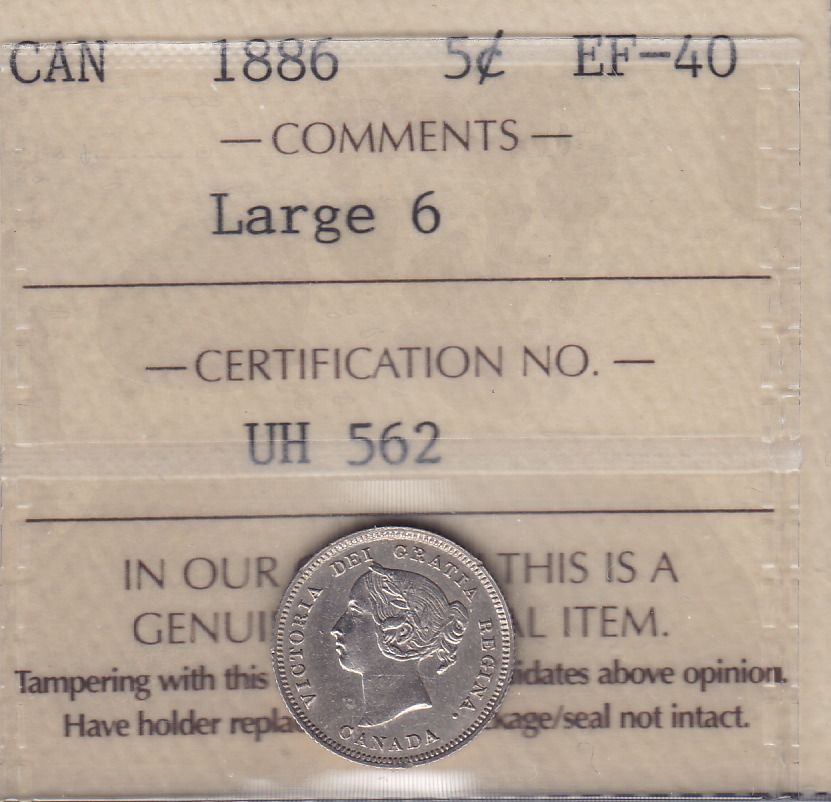 CAN 1886 5¢ EF-40
— COMMENTS —
Large 6
— CERTIFICATION NO. —
UH 562
IN OUR THIS IS A
GENUI L ITEM.
Tampering with this idates above opinion.
Have holder repla kage/seal not intact.
VICTORIA DEI GRATIA REGINA.
CANADA